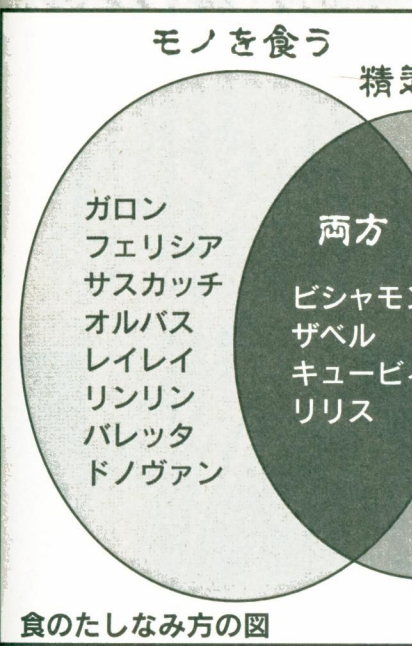 モノを食う
精気
ガロン
フェリシア
サスカッチ
オルバス
レイレイ
リンリン
バレッタ
ドノヴァン
両方
ビシャモン
ザベル
キュービィ
リリス
食のたしなみ方の図